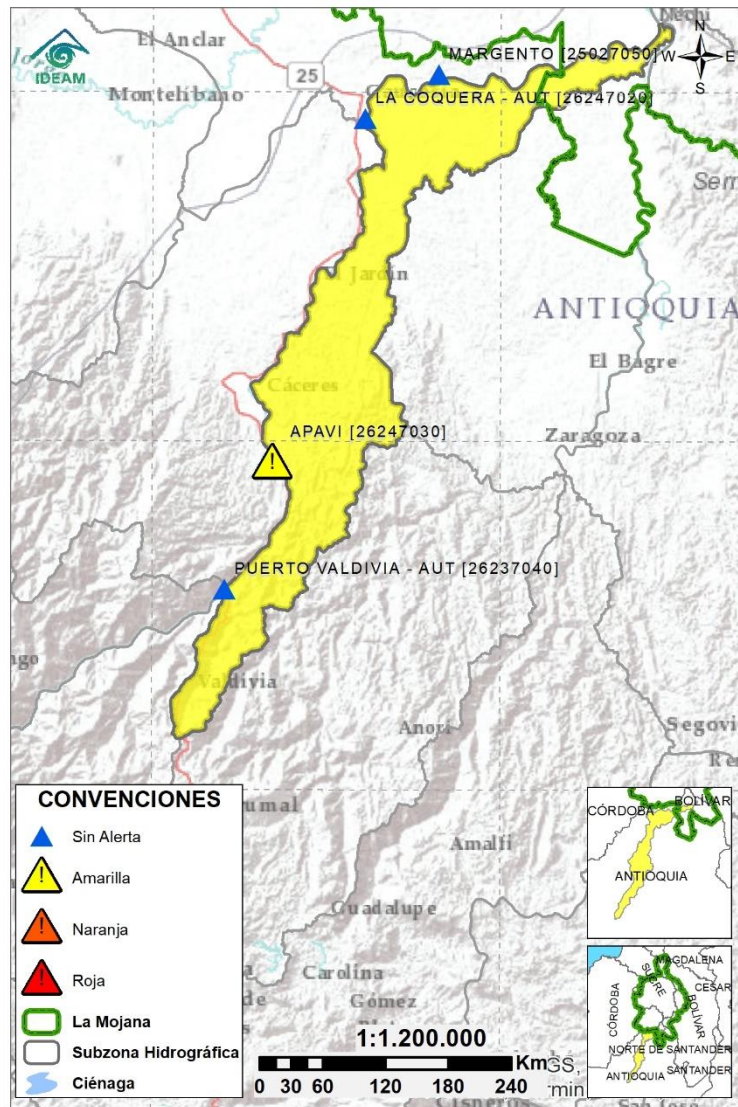 IDEAM
El Anclar
Nechí
N
W
E
S
MARGENTO [25027050]
25
Montelíbano
LA COQUERA - AUT [26247020]
El Jardín
ANTIOQUIA
El Bagre
Cáceres
APAVI [26247030]
Zaragoza
PUERTO VALDIVIA - AUT [26237040]
Valdivia
Anorí
Amalfi
Guadalupe
Carolina
Gómez
Cisneros
CONVENCIONES
Sin Alerta
! Amarilla
! Naranja
! Roja
La Mojana
Subzona Hidrográfica
Ciénaga
1:1.200.000
Km
0 30 60 120 180 240
CÓRDOBA
BOLÍVAR
ANTIOQUIA
MAGDALENA
SUCRE
CESAR
CÓRDOBA
BOLÍVAR
NORTE DE SANTANDER
ANTIOQUIA
SANTANDER